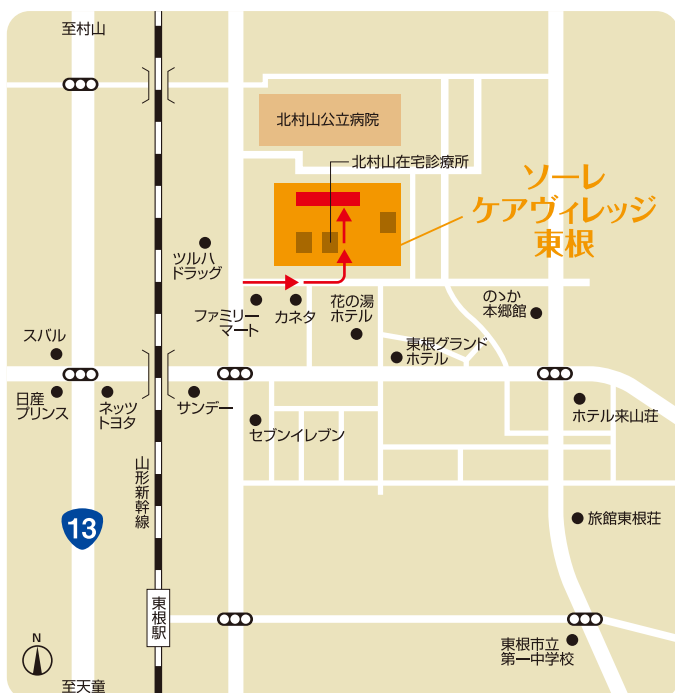 至村山
北村山公立病院
北村山在宅診療所
ソーレ
ケアヴィレッジ
東根
ツルハ
ドラッグ
ファミリー
マート
カネタ
花の湯
ホテル
のゝか
本郷館
スバル
東根グランド
ホテル
日産
プリンス
ネッツ
トヨタ
サンデー
セブンイレブン
ホテル来山荘
山形新幹線
13
旅館東根荘
東根駅
東根市立
第一中学校
N
至天童